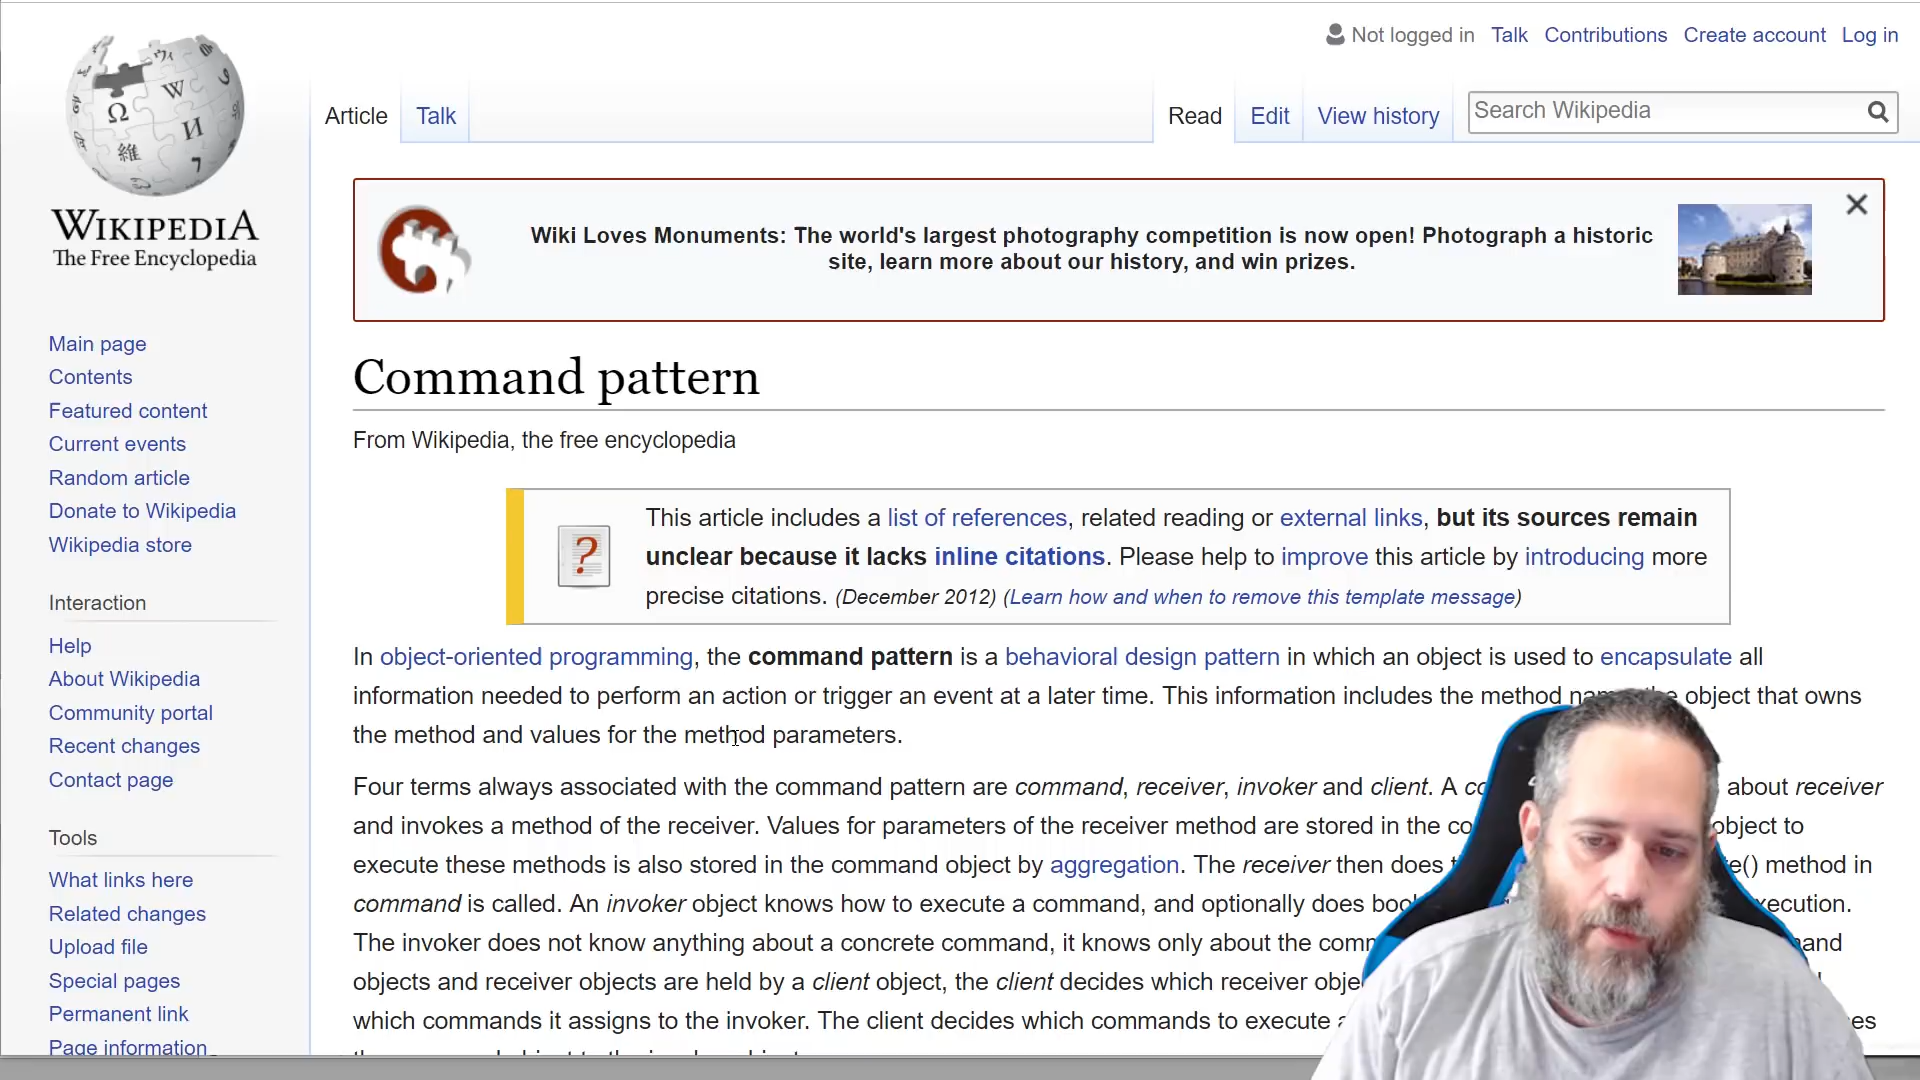 Not logged in Talk Contributions Create account Log in
Article Talk Read Edit View history Search Wikipedia
WIKIPEDIA
The Free Encyclopedia
Wiki Loves Monuments: The world's largest photography competition is now open! Photograph a historic
site, learn more about our history, and win prizes.
Main page
Contents
Featured content
Current events
Random article
Donate to Wikipedia
Wikipedia store
Interaction
Help
About Wikipedia
Community portal
Recent changes
Contact page
Tools
What links here
Related changes
Upload file
Special pages
Permanent link
Page information
Command pattern
From Wikipedia, the free encyclopedia
This article includes a list of references, related reading or external links, but its sources remain
unclear because it lacks inline citations. Please help to improve this article by introducing more
precise citations. (December 2012) (Learn how and when to remove this template message)
In object-oriented programming, the command pattern is a behavioral design pattern in which an object is used to encapsulate all
information needed to perform an action or trigger an event at a later time. This information includes the method object that owns
the method and values for the method parameters.
Four terms always associated with the command pattern are command, receiver, invoker and client. A about receiver
and invokes a method of the receiver. Values for parameters of the receiver method are stored in the object to
execute these methods is also stored in the command object by aggregation. The receiver then does method in
command is called. An invoker object knows how to execute a command, and optionally does
The invoker does not know anything about a concrete command, it knows only about the
objects and receiver objects are held by a client object, the client decides which receiver
which commands it assigns to the invoker. The client decides which commands to execute